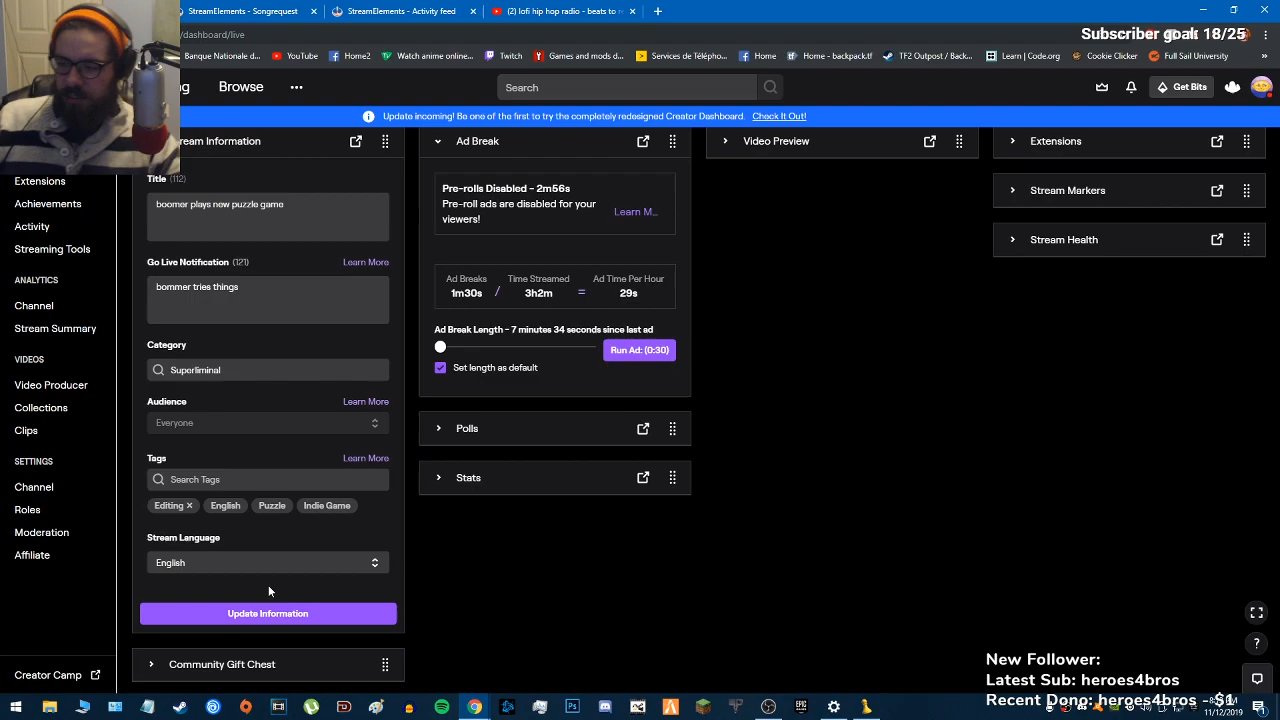 StreamElements - Songrequest
StreamElements - Activity feed
(2) lofi hip hop radio - beats to r
/dashboard/live
Subscriber goal: 18/25
Banque Nationale d...
YouTube
Home2
Watch anime online...
Twitch
Games and mods d...
Services de Télépho...
Home
Home - backpack.tf
TF2 Outpost / Dash...
Learn | Code.org
Cookie Clicker
Full Sail University
Browse
Search
Get Bits
Update incoming! Be one of the first to try the completely redesigned Creator Dashboard. Check It Out!
Extensions
Achievements
Activity
Streaming Tools
ANALYTICS
Channel
Stream Summary
VIDEOS
Video Producer
Collections
Clips
SETTINGS
Channel
Roles
Moderation
Affiliate
Creator Camp
ream Information
Title (112)
boomer plays new puzzle game
Go Live Notification (121)
Learn More
bommer tries things
Category
Superliminal
Audience
Learn More
Everyone
Tags
Learn More
Search Tags
Editing
English
Puzzle
Indie Game
Stream Language
English
Update Information
Community Gift Chest
Ad Break
Pre-rolls Disabled - 2m56s
Pre-roll ads are disabled for your
viewers!
Learn M...
Ad Breaks
1m30s
/
Time Streamed
3h2m
=
Ad Time Per Hour
29s
Ad Break Length - 7 minutes 34 seconds since last ad
Run Ad: (0:30)
Set length as default
Polls
Stats
Video Preview
Extensions
Stream Markers
Stream Health
New Follower:
Latest Sub: heroes4bros
Recent Dono: heroes4bros - $1
11/12/2019